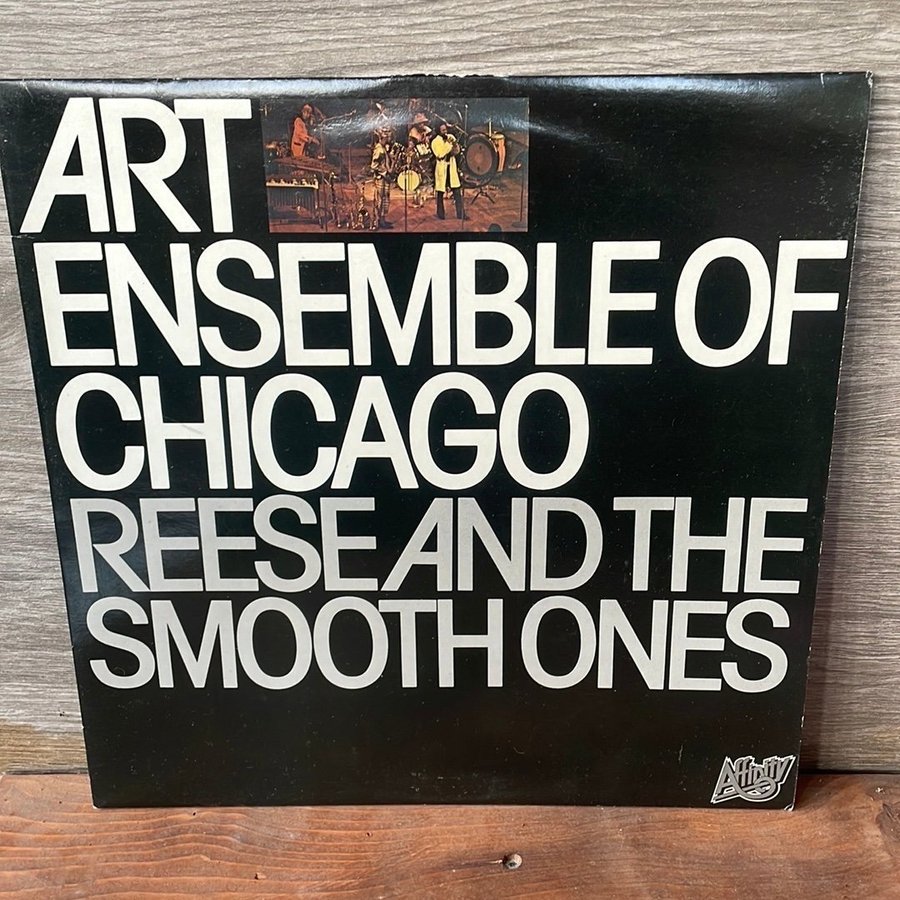 ART
ENSEMBLE OF
CHICAGO
REESE AND THE
SMOOTH ONES
Affinity